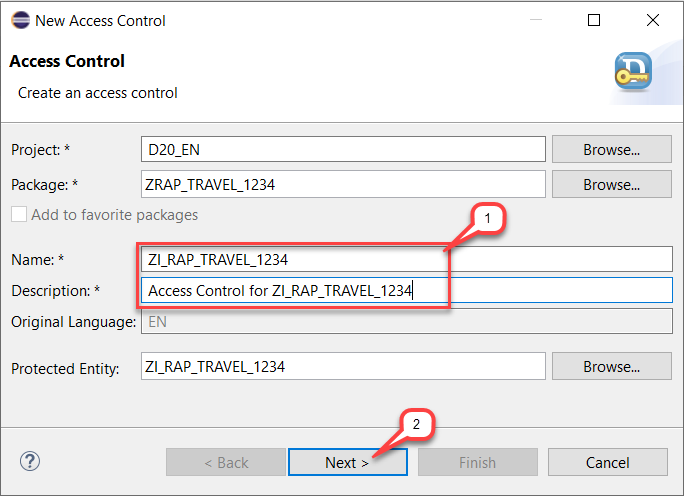 New Access Control
Access Control
Create an access control
Project: * D20_EN Browse...
Package: * ZRAP_TRAVEL_1234 Browse...
Add to favorite packages
1
Name: * ZI_RAP_TRAVEL_1234
Description: * Access Control for ZI_RAP_TRAVEL_1234
Original Language: EN
Protected Entity: ZI_RAP_TRAVEL_1234 Browse...
2
? < Back Next > Finish Cancel